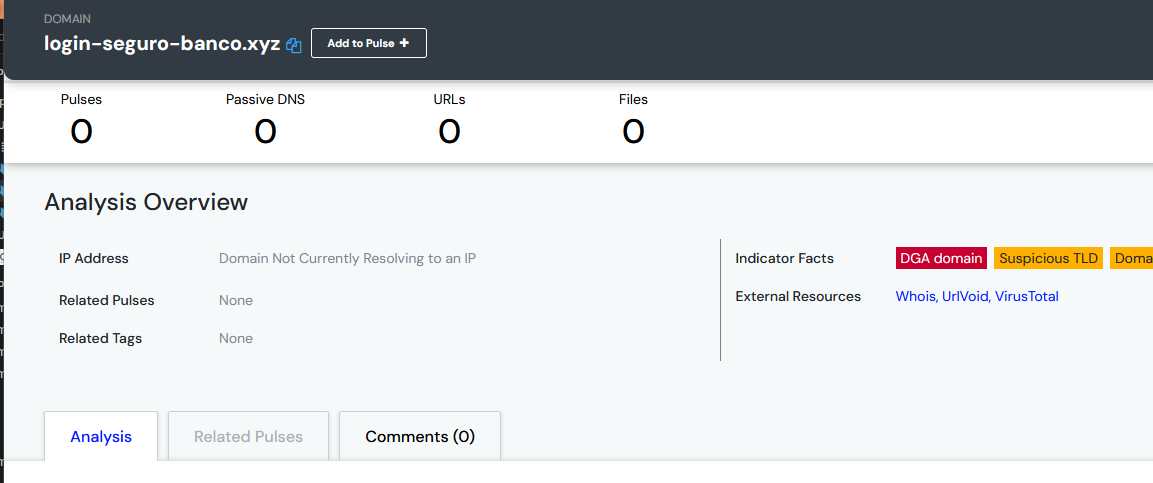 DOMAIN
login-seguro-banco.xyz Add to Pulse +
Pulses Passive DNS URLs Files
0 0 0 0
Analysis Overview
IP Address Domain Not Currently Resolving to an IP
Related Pulses None
Related Tags None
Indicator Facts DGA domain Suspicious TLD Doma
External Resources Whois, UrlVoid, VirusTotal
Analysis Related Pulses Comments (0)